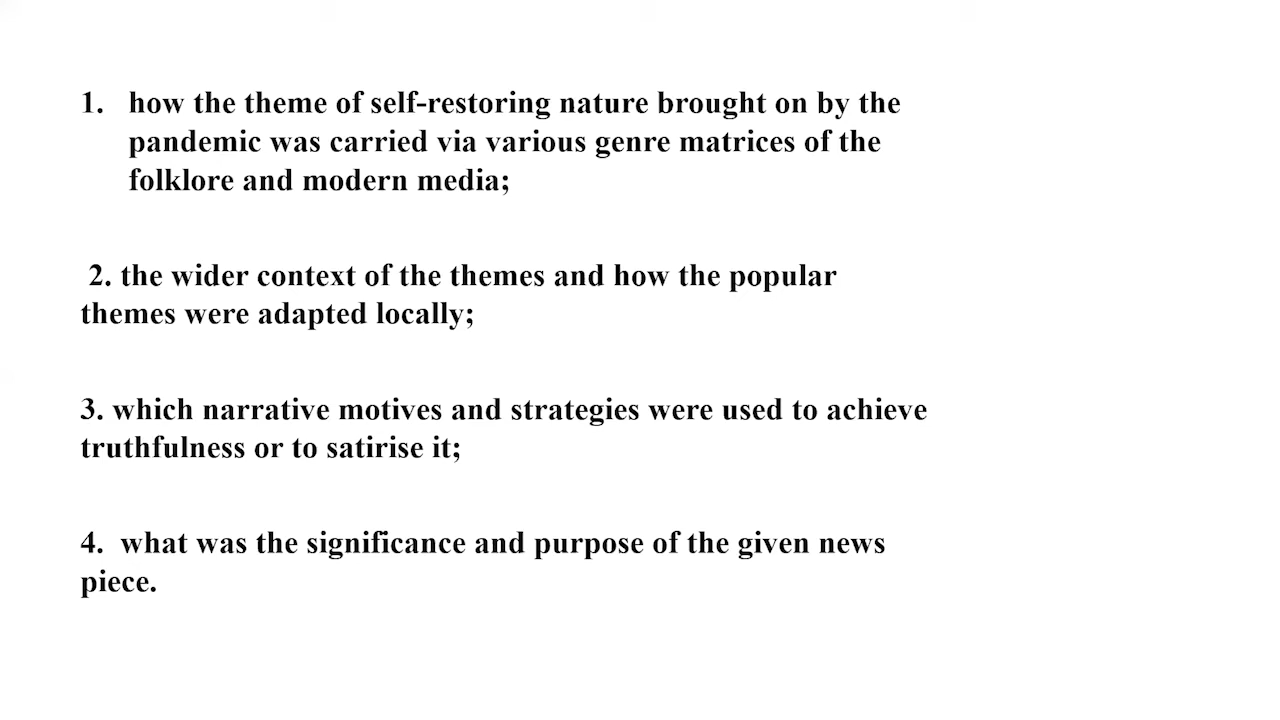 1. how the theme of self-restoring nature brought on by the
pandemic was carried via various genre matrices of the
folklore and modern media;
2. the wider context of the themes and how the popular
themes were adapted locally;
3. which narrative motives and strategies were used to achieve
truthfulness or to satirise it;
4. what was the significance and purpose of the given news
piece.